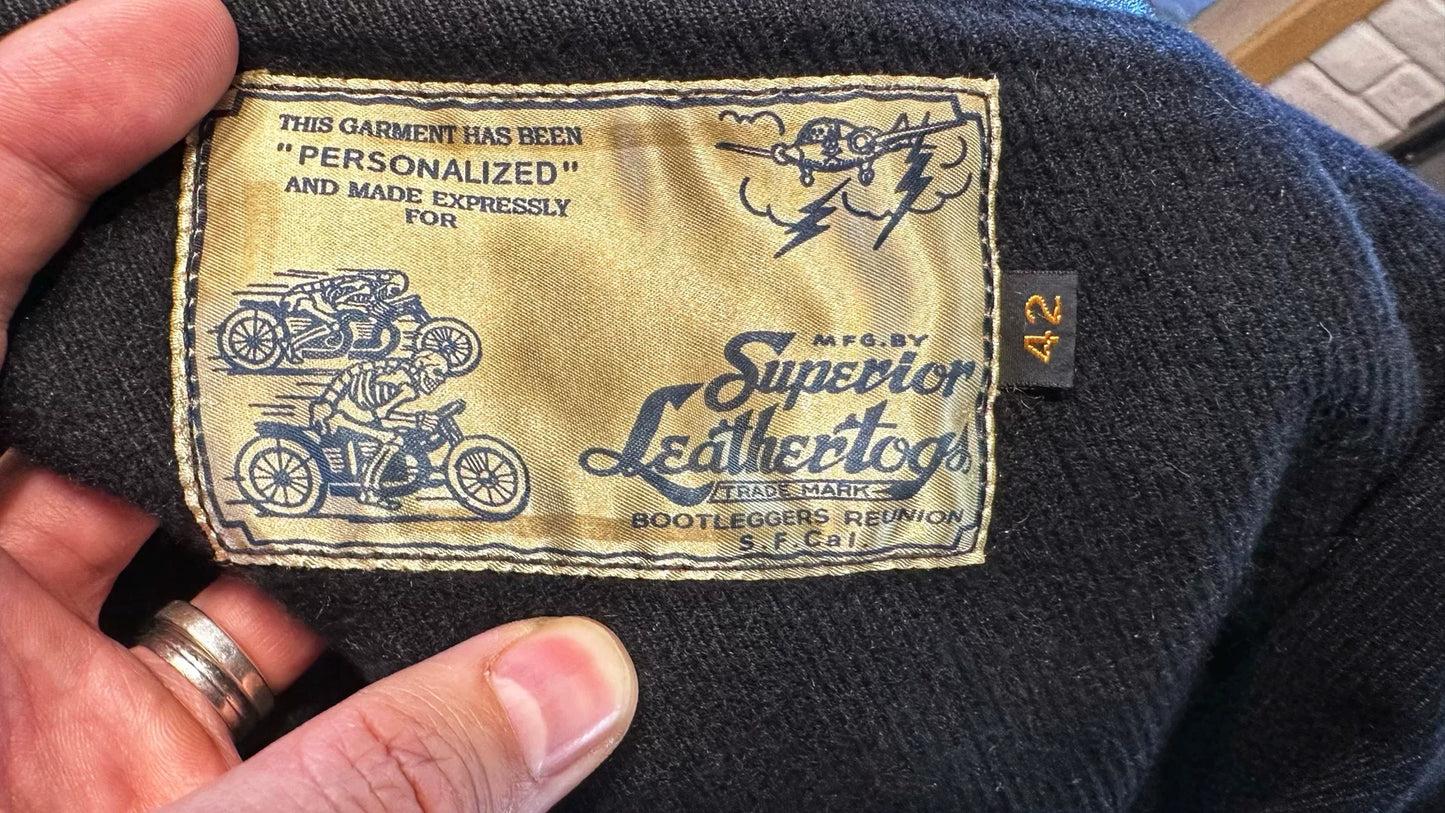 THIS GARMENT HAS BEEN
"PERSONALIZED"
AND MADE EXPRESSLY
FOR
MFG. BY
Superior
Leathertogs
TRADE MARK
BOOTLEGGERS REUNION
S. F. Cal.
42